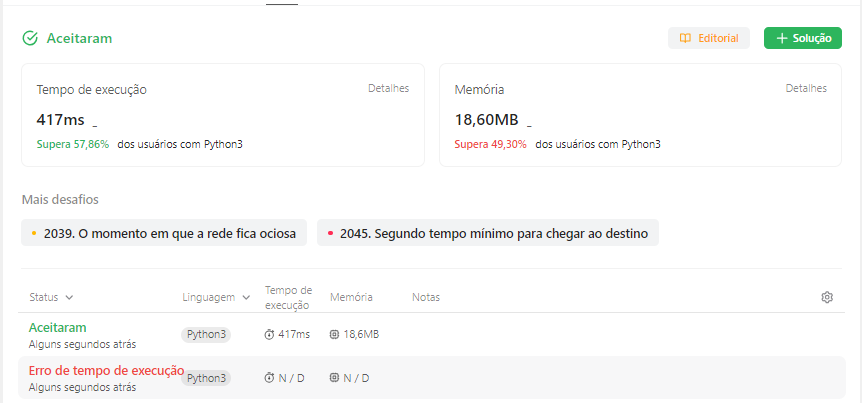 Aceitaram
Editorial
Solução
Tempo de execução
Detalhes
417ms
Supera 57,86% dos usuários com Python3
Memória
Detalhes
18,60MB
Supera 49,30% dos usuários com Python3
Mais desafios
2039. O momento em que a rede fica ociosa
2045. Segundo tempo mínimo para chegar ao destino
Status
Linguagem
Tempo de
execução
Memória
Notas
Aceitaram
Alguns segundos atrás
Python3
417ms
18,6MB
Erro de tempo de execução
Alguns segundos atrás
Python3
N / D
N / D